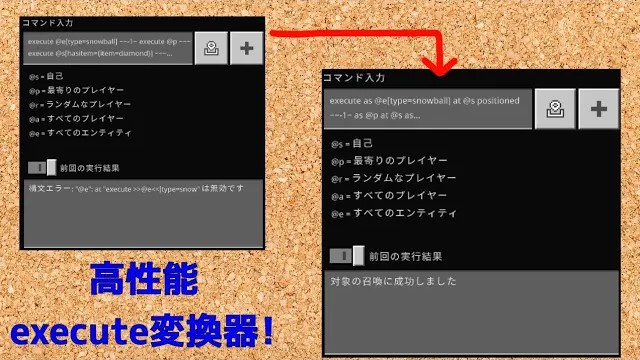 コマンド入力
execute @e[type=snowball] ~~-1~ execute @p ~~~
execute @s[hasitem={item=diamond}] ~~~...
@s = 自己
@p = 最寄りのプレイヤー
@r = ランダムなプレイヤー
@a = すべてのプレイヤー
@e = すべてのエンティティ
前回の実行結果
構文エラー: "@e": at "execute >>@e<<[type=snow" は無効です
コマンド入力
execute as @e[type=snowball] at @s positioned
~~-1~ as @p at @s as...
@s = 自己
@p = 最寄りのプレイヤー
@r = ランダムなプレイヤー
@a = すべてのプレイヤー
@e = すべてのエンティティ
前回の実行結果
対象の召喚に成功しました
高性能
execute変換器!